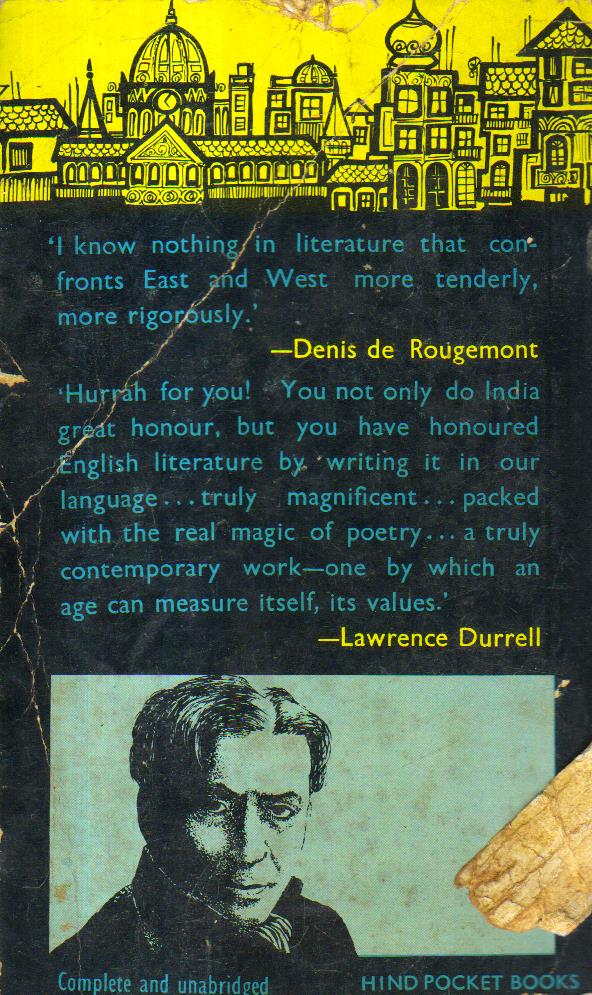 ‘I know nothing in literature that con-
fronts East and West more tenderly,
more rigorously.’
—Denis de Rougemont
‘Hurrah for you! You not only do India
great honour, but you have honoured
English literature by writing it in our
language...truly magnificent...packed
with the real magic of poetry...a truly
contemporary work—one by which an
age can measure itself, its values.’
—Lawrence Durrell
Complete and unabridged
HIND POCKET BOOKS